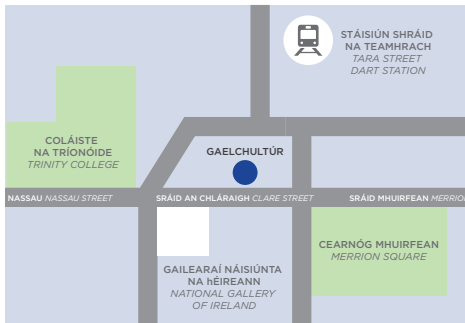 STÁISIÚN SHRÁID
NA TEAMHRACH
TARA STREET
DART STATION
COLÁISTE
NA TRÍONÓIDE
TRINITY COLLEGE
GAELCHULTÚR
NASSAU NASSAU STREET
SRÁID AN CHLÁRAIGH CLARE STREET
SRÁID MHUIRFEAN MERRION
CEARNÓG MHUIRFEAN
MERRION SQUARE
GAILEARAÍ NÁISIÚNTA
NA hÉIREANN
NATIONAL GALLERY
OF IRELAND